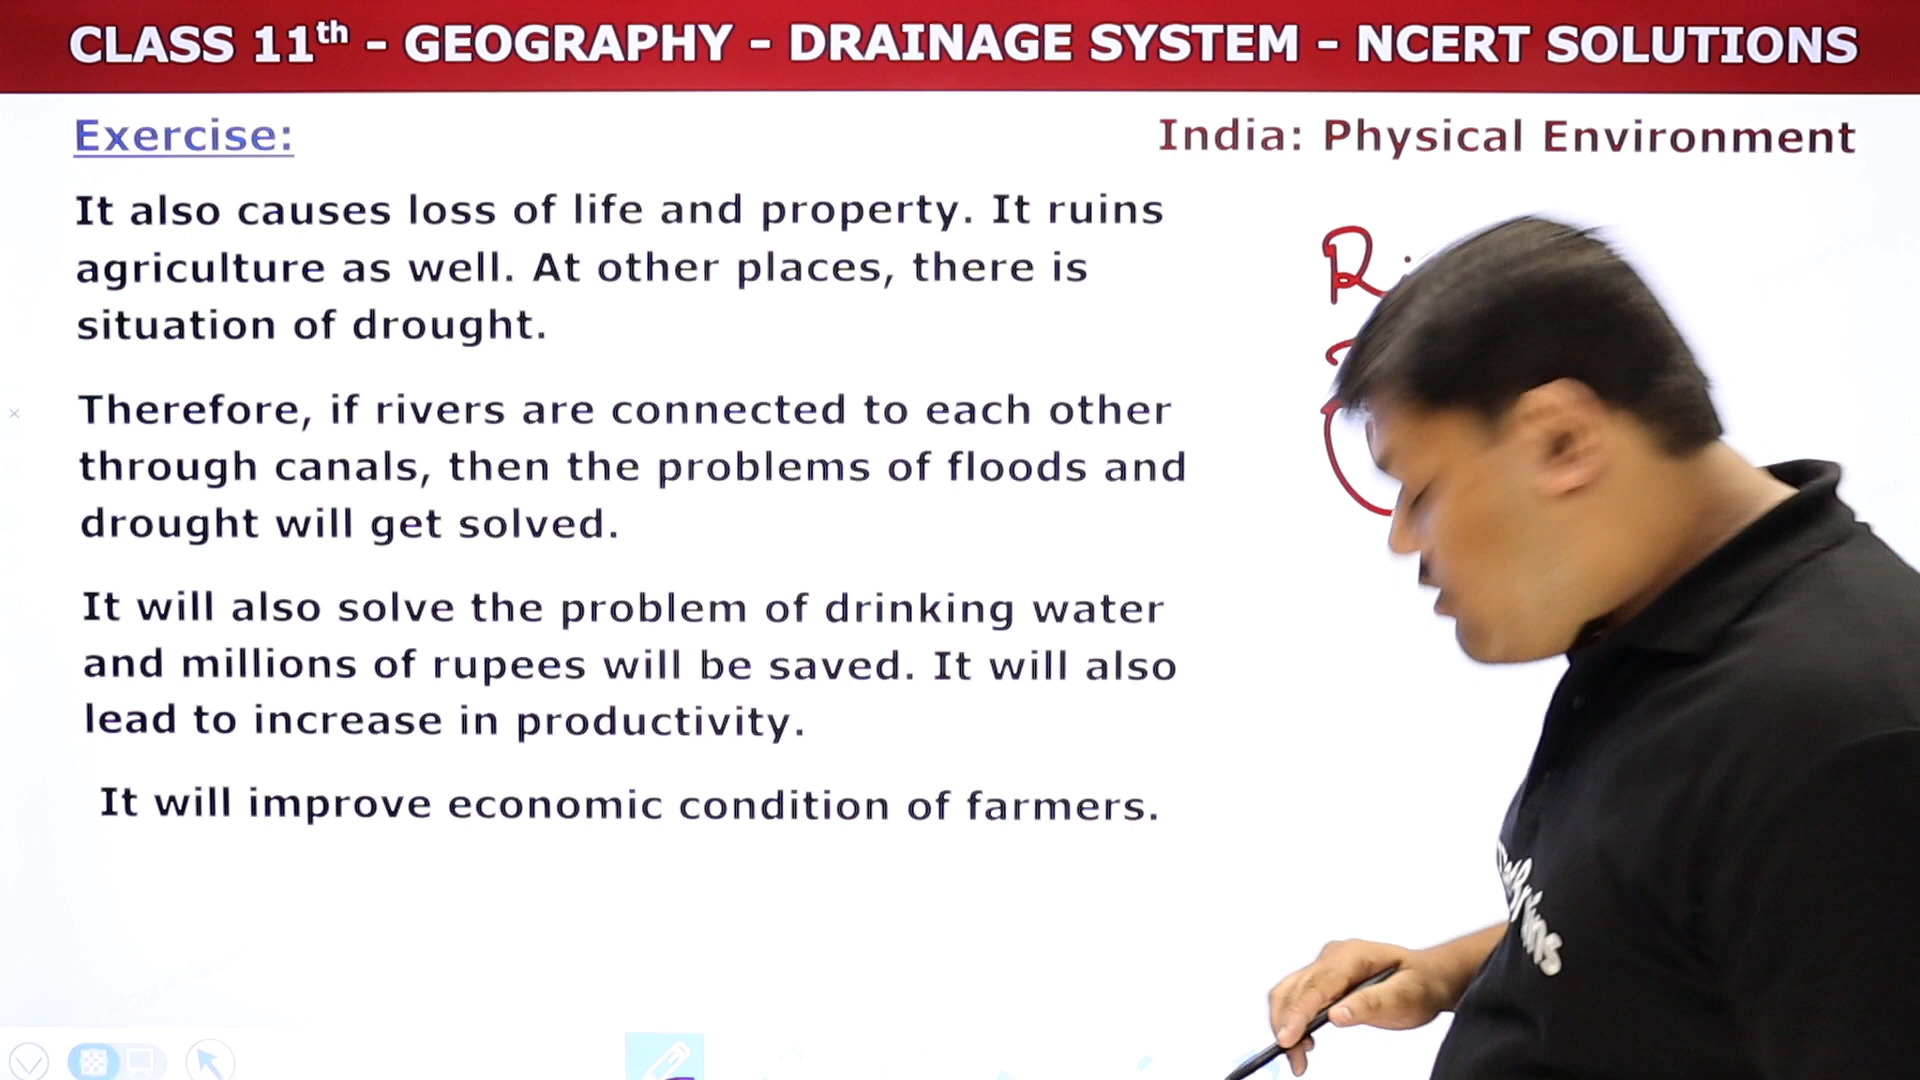 CLASS 11th - GEOGRAPHY - DRAINAGE SYSTEM - NCERT SOLUTIONS
Exercise:
India: Physical Environment
It also causes loss of life and property. It ruins
agriculture as well. At other places, there is
situation of drought.
Therefore, if rivers are connected to each other
through canals, then the problems of floods and
drought will get solved.
It will also solve the problem of drinking water
and millions of rupees will be saved. It will also
lead to increase in productivity.
It will improve economic condition of farmers.